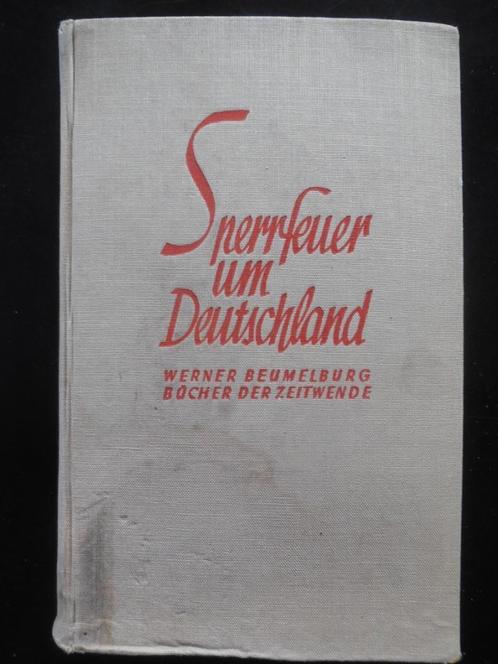 Sperrfeuer
um
Deutschland
WERNER BEUMELBURG
BÜCHER DER ZEITWENDE